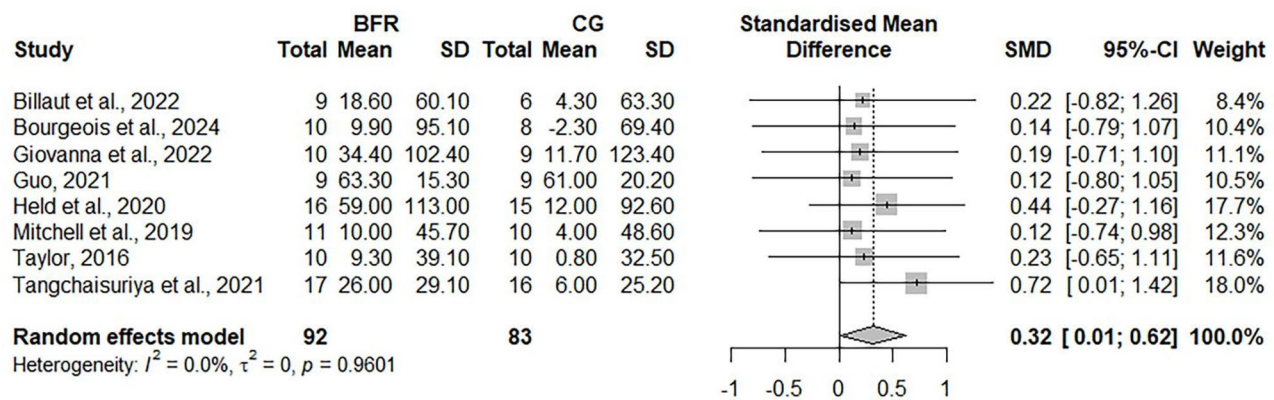 BFR CG Standardised Mean
Study Total Mean SD Total Mean SD Difference SMD 95%-CI Weight
Billaut et al., 2022 9 18.60 60.10 6 4.30 63.30 0.22 [-0.82; 1.26] 8.4%
Bourgeois et al., 2024 10 9.90 95.10 8 -2.30 69.40 0.14 [-0.79; 1.07] 10.4%
Giovanna et al., 2022 10 34.40 102.40 9 11.70 123.40 0.19 [-0.71; 1.10] 11.1%
Guo, 2021 9 63.30 15.30 9 61.00 20.20 0.12 [-0.80; 1.05] 10.5%
Held et al., 2020 16 59.00 113.00 15 12.00 92.60 0.44 [-0.27; 1.16] 17.7%
Mitchell et al., 2019 11 10.00 45.70 10 4.00 48.60 0.12 [-0.74; 0.98] 12.3%
Taylor, 2016 10 9.30 39.10 10 0.80 32.50 0.23 [-0.65; 1.11] 11.6%
Tangchaisuriya et al., 2021 17 26.00 29.10 16 6.00 25.20 0.72 [ 0.01; 1.42] 18.0%
Random effects model 92 83 0.32 [ 0.01; 0.62] 100.0%
Heterogeneity: I² = 0.0%, τ² = 0, p = 0.9601
-1 -0.5 0 0.5 1